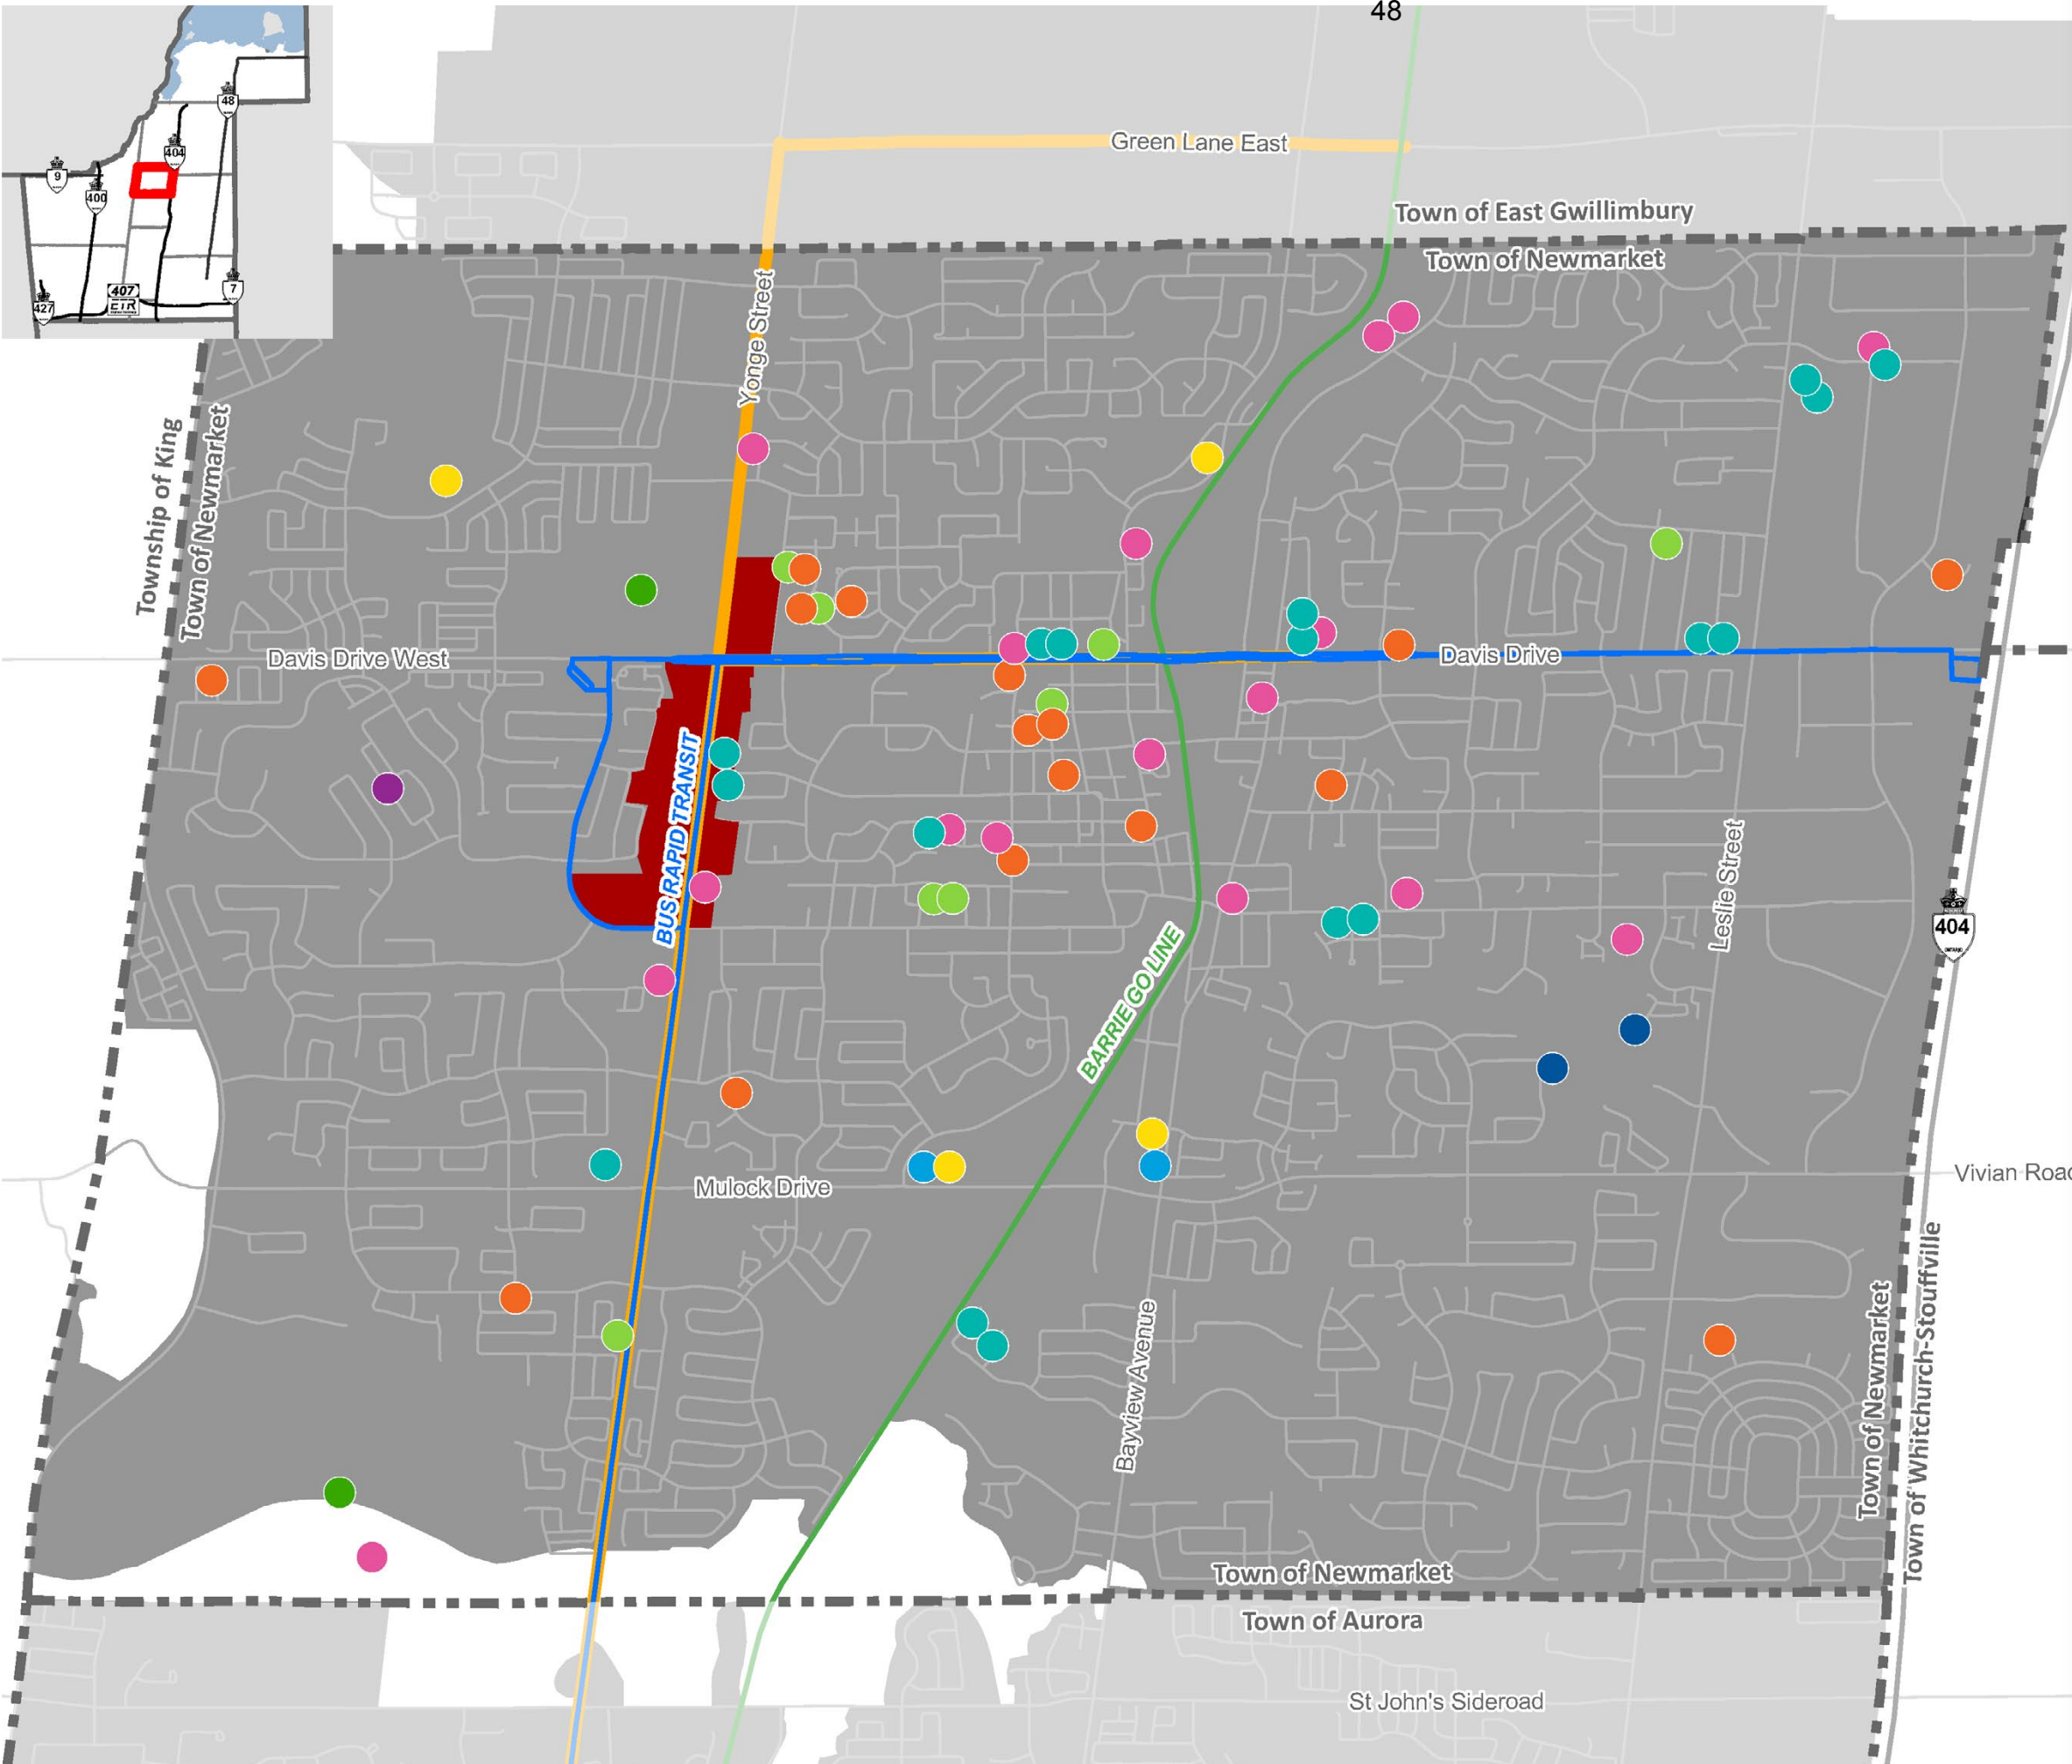 48
48
404
9
400
407
ETR
7
427
Green Lane East
Town of East Gwillimbury
Town of Newmarket
Yonge Street
Township of King
Town of Newmarket
Davis Drive West
Davis Drive
BUS RAPID TRANSIT
Leslie Street
404
ONTARIO
BARRIE GO LINE
Mulock Drive
Vivian Road
Bayview Avenue
Town of Newmarket
Town of Whitchurch-Stouffville
Town of Newmarket
Town of Aurora
St John's Sideroad